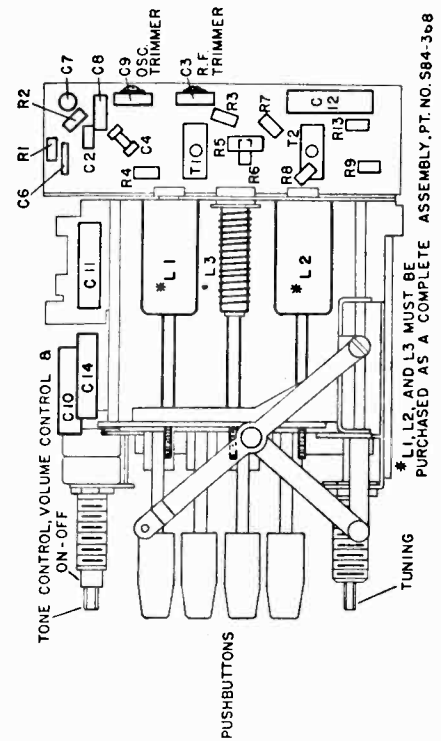 R1
R2
C7
C8
C9
OSC.
TRIMMER
C3
R.F.
TRIMMER
C6
C2
C4
R4
T1
R3
R5
R6
R7
C12
T2
R8
R13
R9
C11
C10
C14
*L1
*L3
*L2
TONE CONTROL, VOLUME CONTROL &
ON-OFF
PUSHBUTTONS
TUNING
*L1, L2, AND L3 MUST BE
PURCHASED AS A COMPLETE ASSEMBLY, PT. NO. S84-368